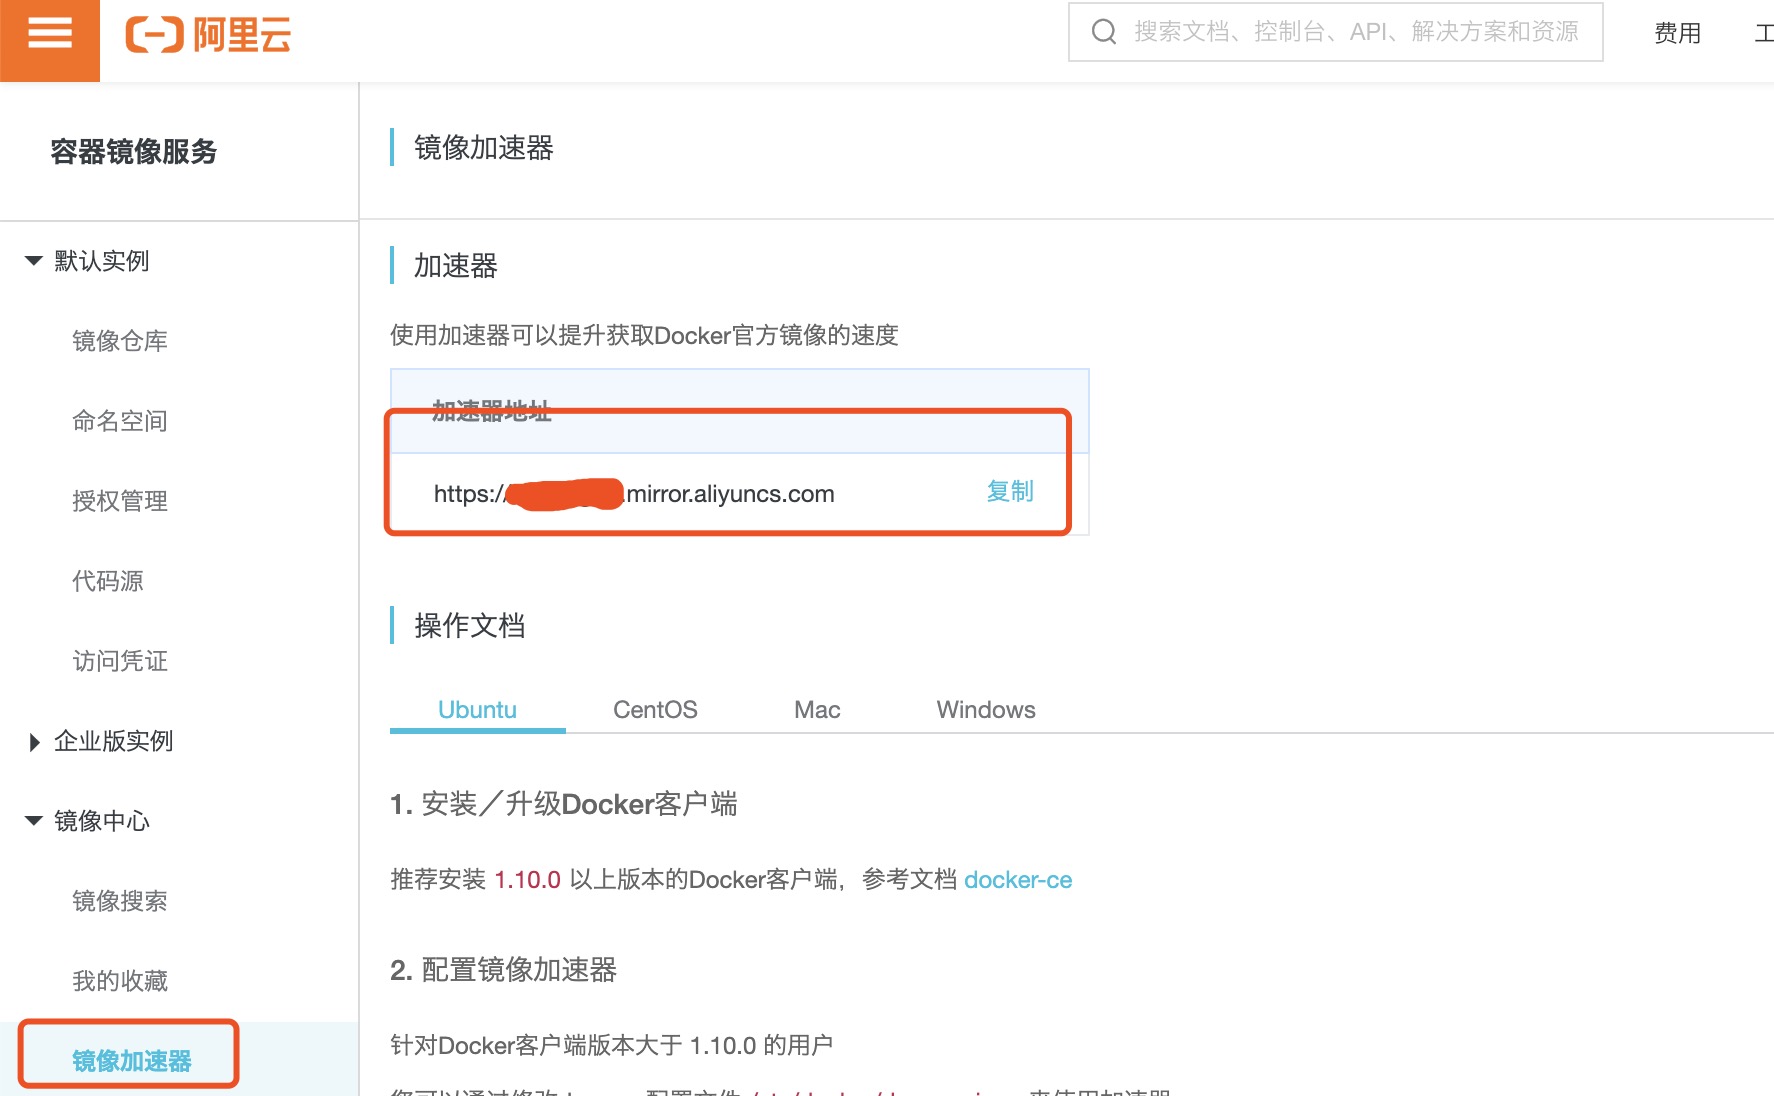 阿里云
搜索文档、控制台、API、解决方案和资源
费用
容器镜像服务
默认实例
镜像仓库
命名空间
授权管理
代码源
访问凭证
企业版实例
镜像中心
镜像搜索
我的收藏
镜像加速器
镜像加速器
加速器
使用加速器可以提升获取Docker官方镜像的速度
加速器地址
https:/ .mirror.aliyuncs.com 复制
操作文档
Ubuntu CentOS Mac Windows
1. 安装／升级Docker客户端
推荐安装 1.10.0 以上版本的Docker客户端，参考文档 docker-ce
2. 配置镜像加速器
针对Docker客户端版本大于 1.10.0 的用户